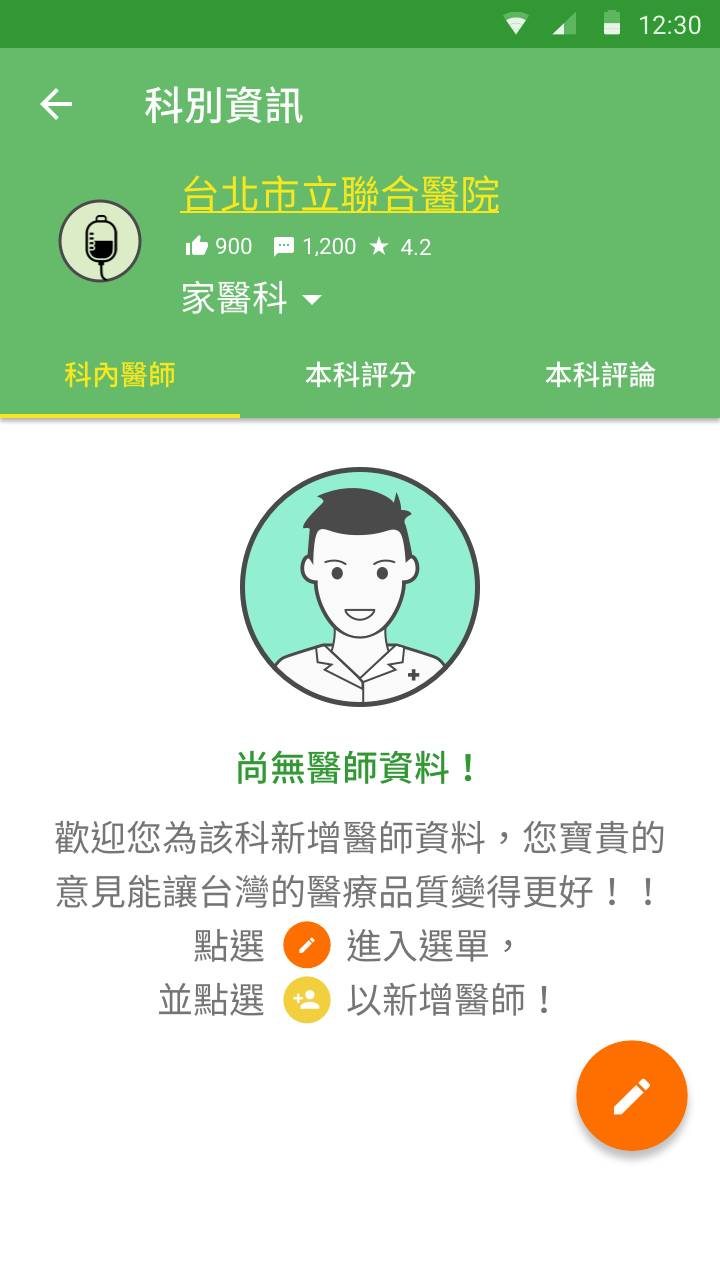 12:30
科別資訊
台北市立聯合醫院
900 1,200 4.2
家醫科
科內醫師 本科評分 本科評論
尚無醫師資料！
歡迎您為該科新增醫師資料，您寶貴的
意見能讓台灣的醫療品質變得更好！！
點選 進入選單，
並點選 以新增醫師！